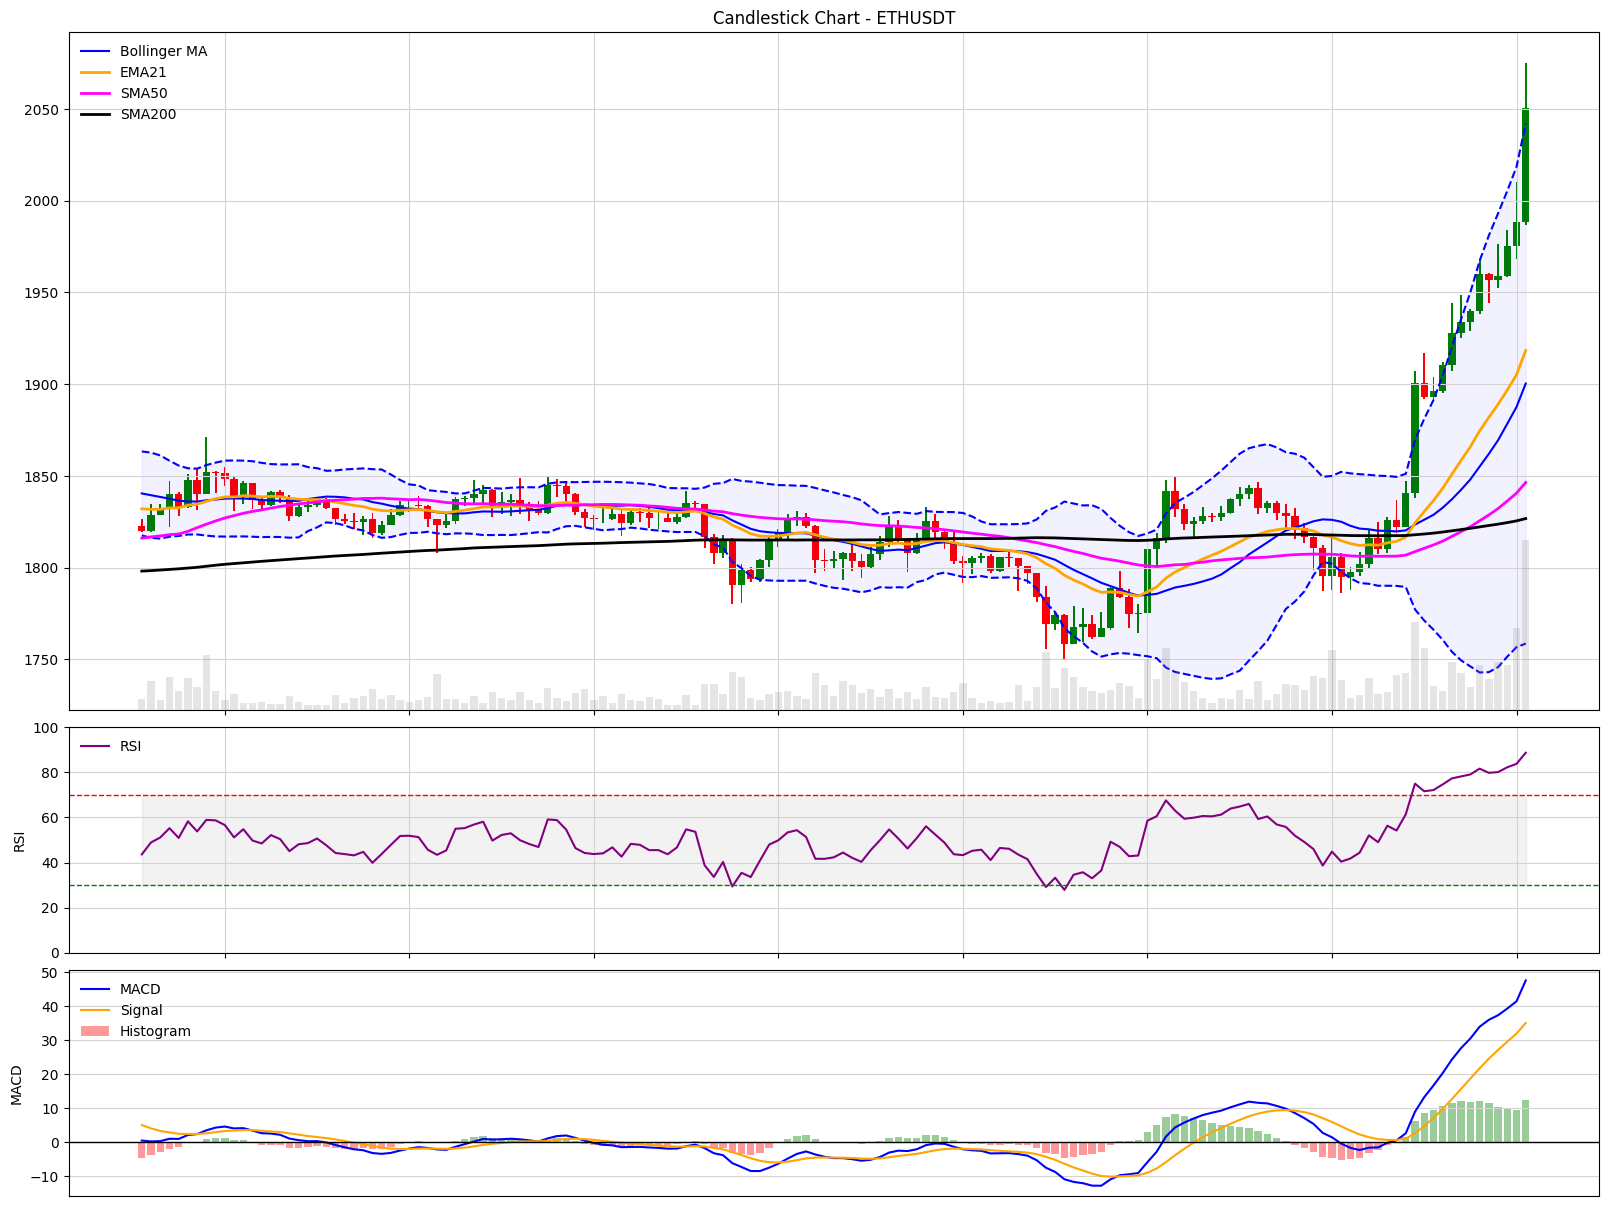 Candlestick Chart - ETHUSDT
Bollinger MA
EMA21
SMA50
SMA200
2050
2000
1950
1900
1850
1800
1750
RSI
100
80
60
40
20
0
RSI
MACD
Signal
Histogram
50
40
30
20
10
0
−10
MACD